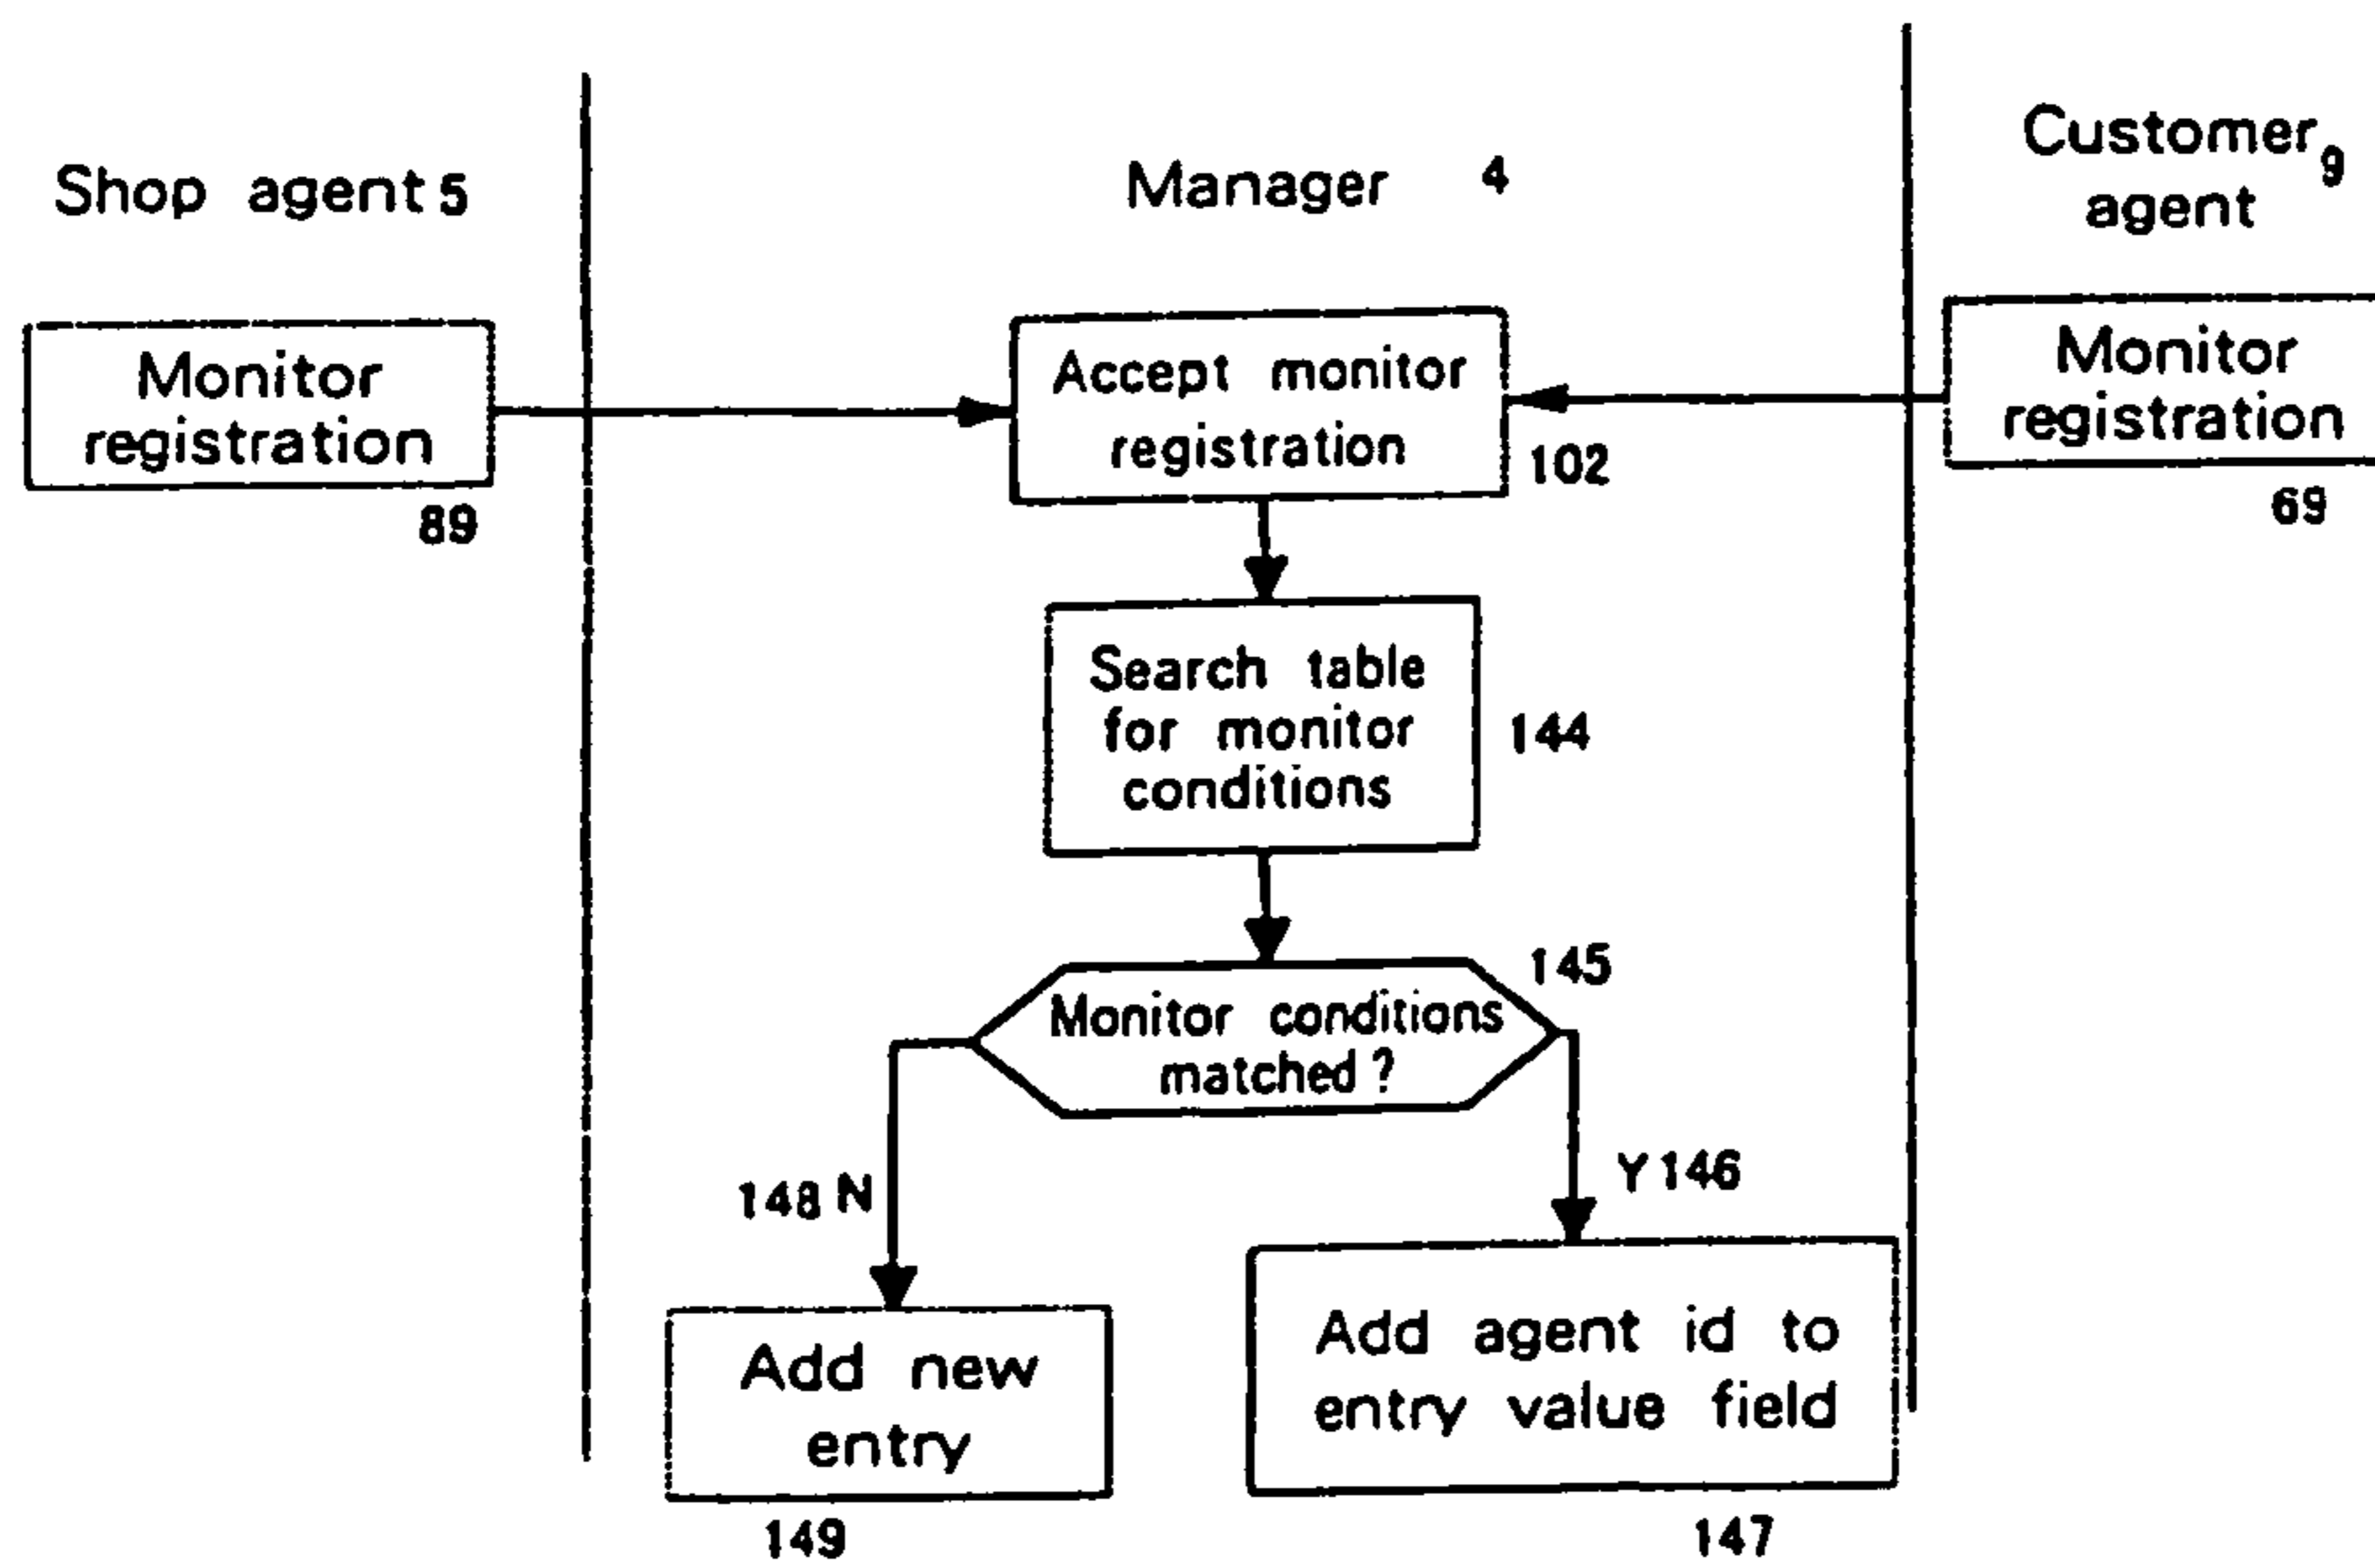 Shop agent 5
Manager 4
Customer 9
agent
Monitor
registration
89
Accept monitor
registration
102
Monitor
registration
69
Search table
for monitor
conditions
144
145
Monitor conditions
matched ?
148 N
Y 146
Add new
entry
149
Add agent id to
entry value field
147